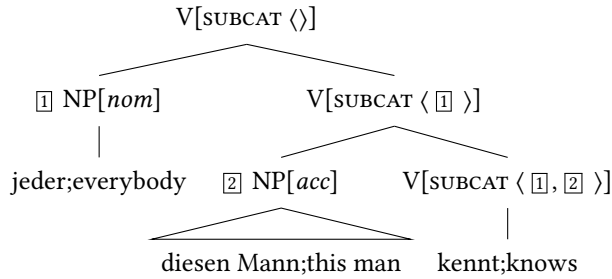 V[SUBCAT ⟨⟩]
1 NP[nom] V[SUBCAT ⟨ 1 ⟩]
jeder;everybody 2 NP[acc] V[SUBCAT ⟨ 1, 2 ⟩]
diesen Mann;this man kennt;knows